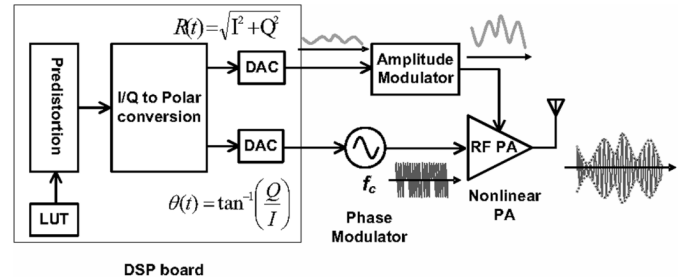 R(t)=√I²+Q²
Predistortion
I/Q to Polar
conversion
DAC
Amplitude
Modulator
DAC
RF PA
f_c
LUT
θ(t)=tan⁻¹(Q/I)
Phase
Modulator
Nonlinear
PA
DSP board